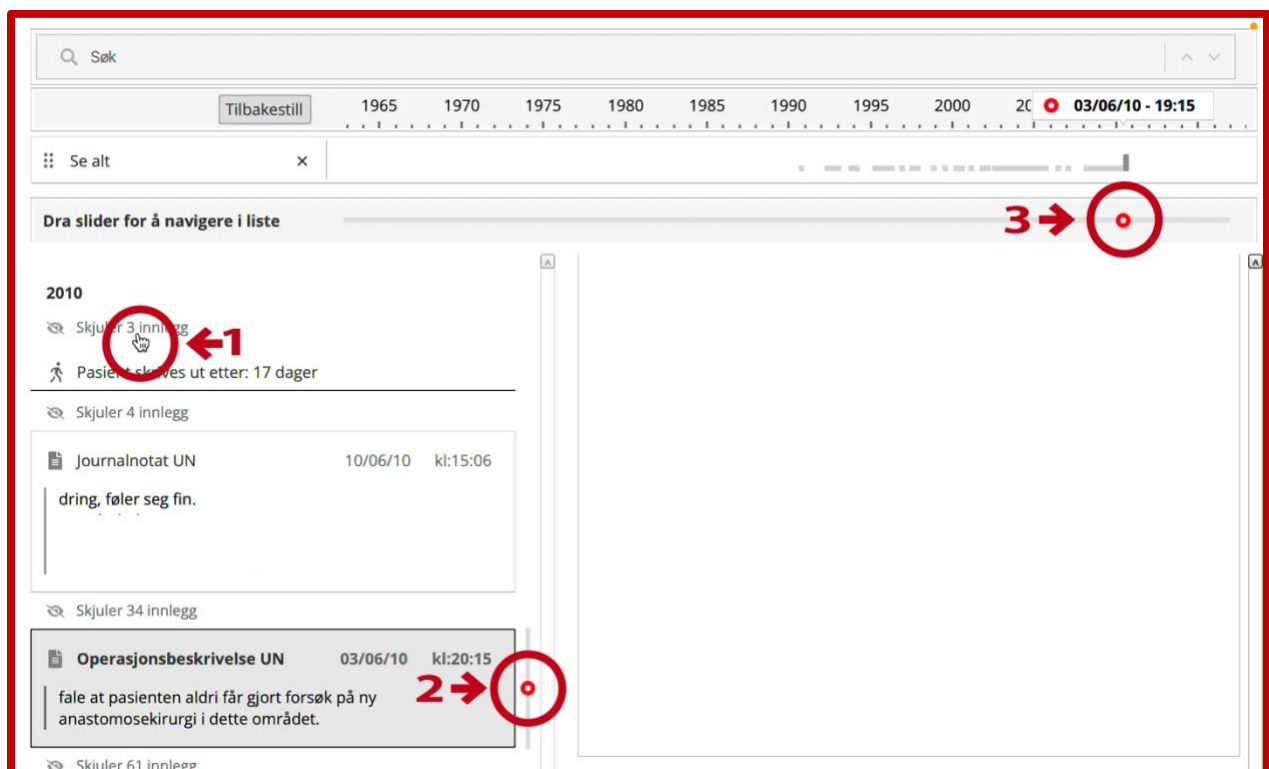 Søk
Tilbakestill 1965 1970 1975 1980 1985 1990 1995 2000 03/06/10 - 19:15
Se alt
Dra slider for å navigere i liste
3
2010
Skjuler 3 innlegg
1
Pasient skrives ut etter: 17 dager
Skjuler 4 innlegg
Journalnotat UN 10/06/10 kl:15:06
dring, føler seg fin.
Skjuler 34 innlegg
Operasjonsbeskrivelse UN 03/06/10 kl:20:15
2
fale at pasienten aldri får gjort forsøk på ny
anastomosekirurgi i dette området.
Skjuler 61 innlegg